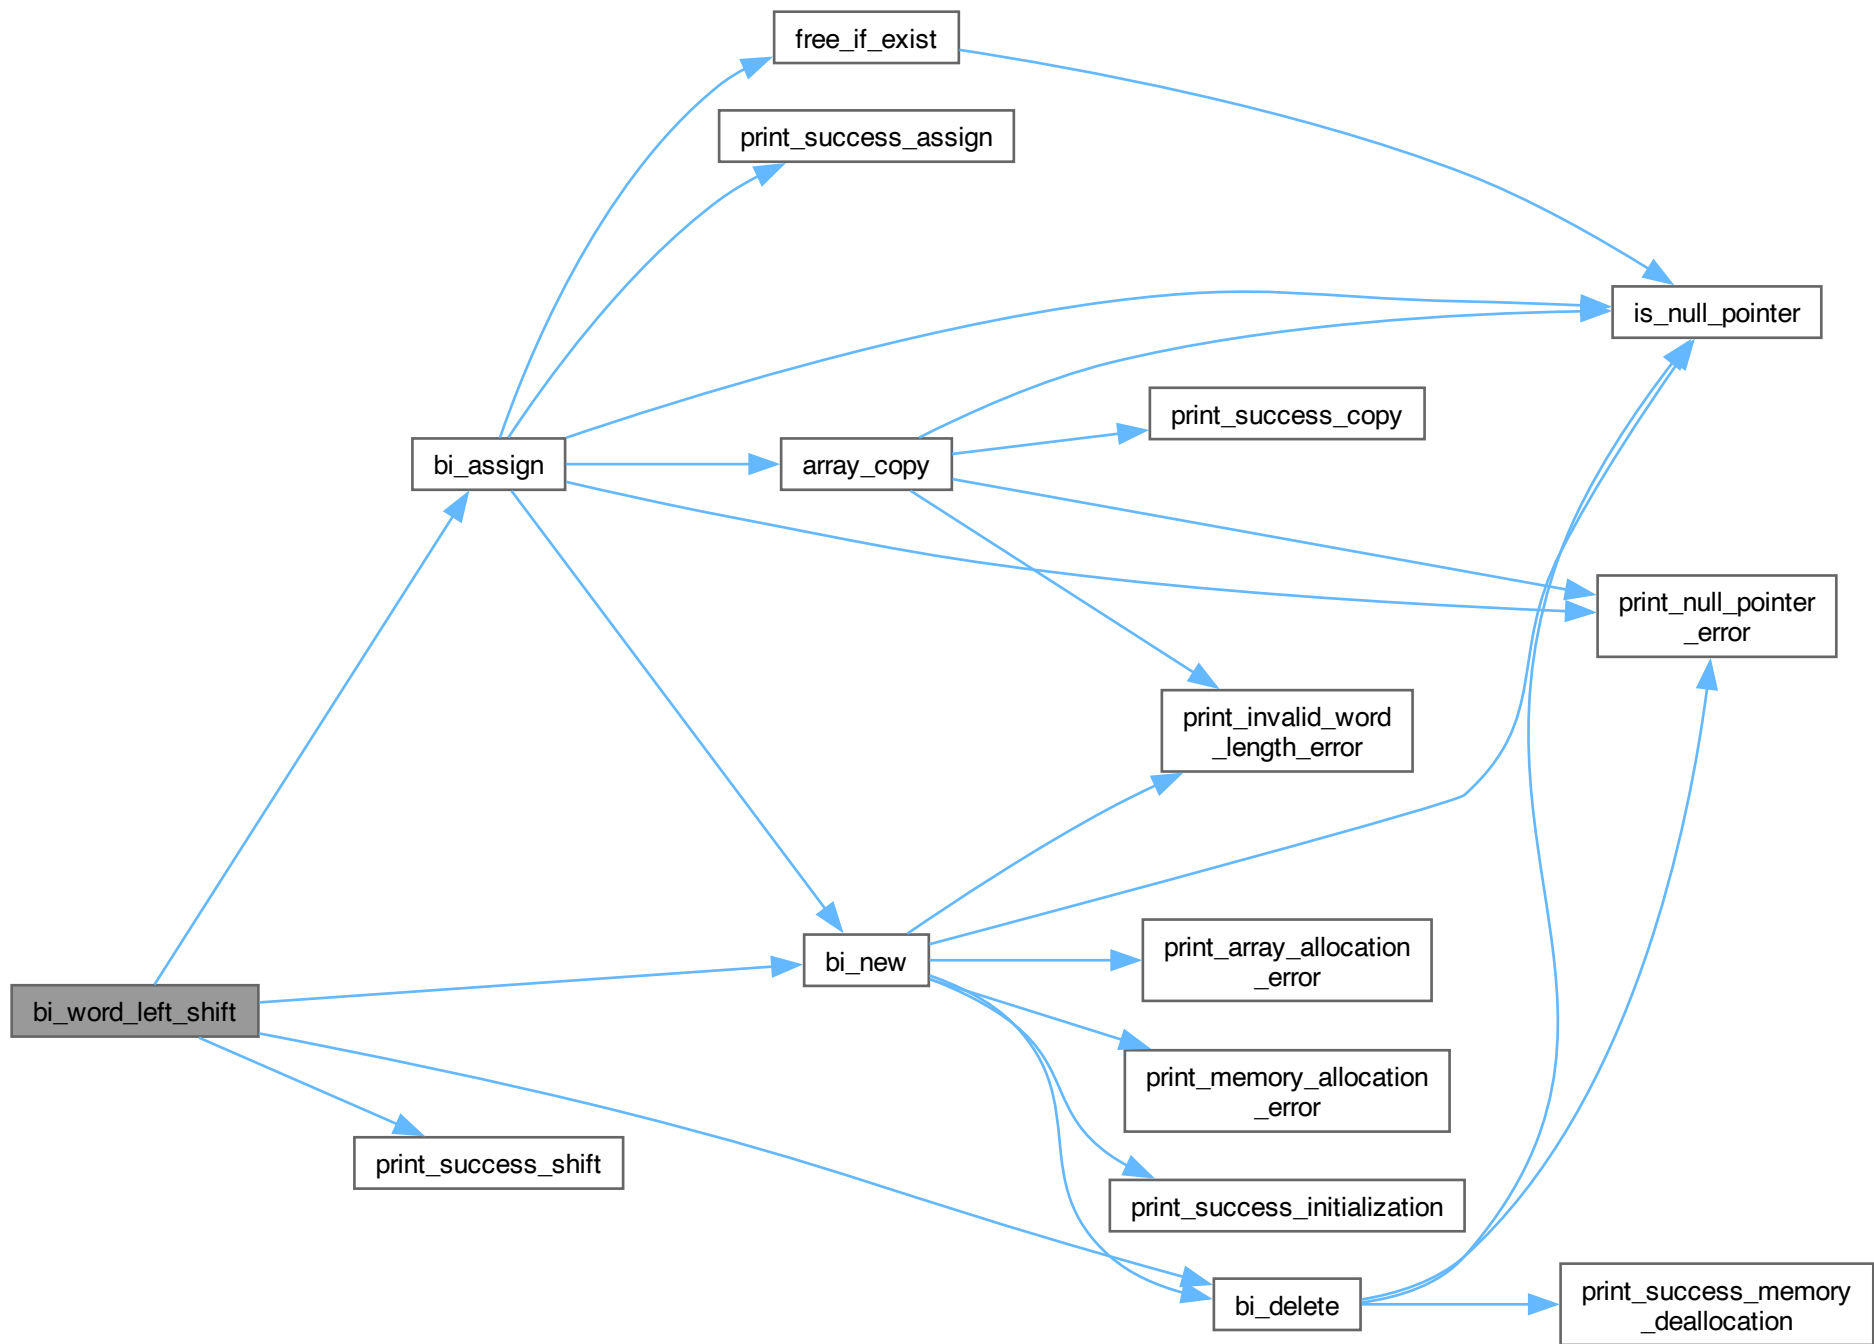 free_if_exist
print_success_assign
is_null_pointer
print_success_copy
bi_assign
array_copy
print_null_pointer
_error
print_invalid_word
_length_error
print_array_allocation
_error
bi_new
bi_word_left_shift
print_memory_allocation
_error
print_success_shift
print_success_initialization
bi_delete
print_success_memory
_deallocation